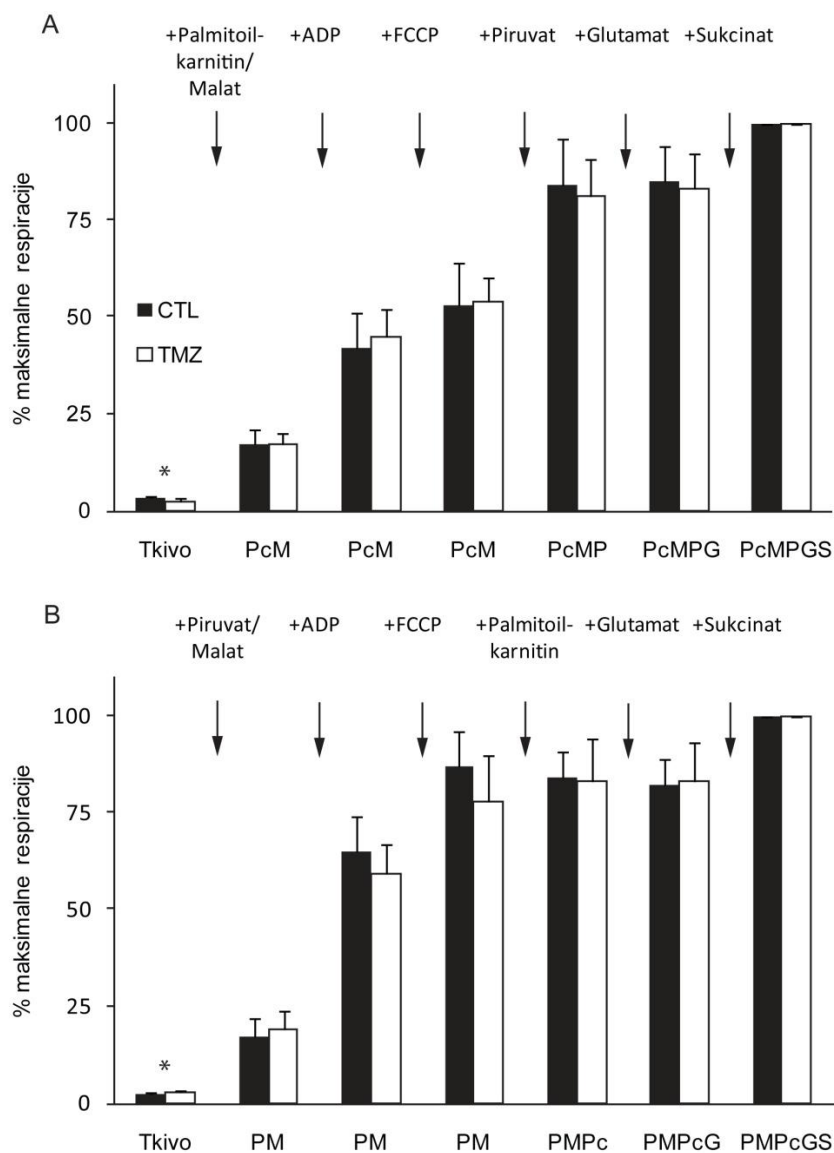 A
+Palmitoil-
karnitin/
Malat
+ADP
+FCCP
+Piruvat
+Glutamat
+Sukcinat
% maksimalne respiracije
100
75
50
25
0
CTL
TMZ
*
Tkivo PcM PcM PcM PcMP PcMPG PcMPGS
B
+Piruvat/
Malat
+ADP
+FCCP
+Palmitoil-
karnitin
+Glutamat
+Sukcinat
% maksimalne respiracije
100
75
50
25
0
*
Tkivo PM PM PM PMPc PMPcG PMPcGS